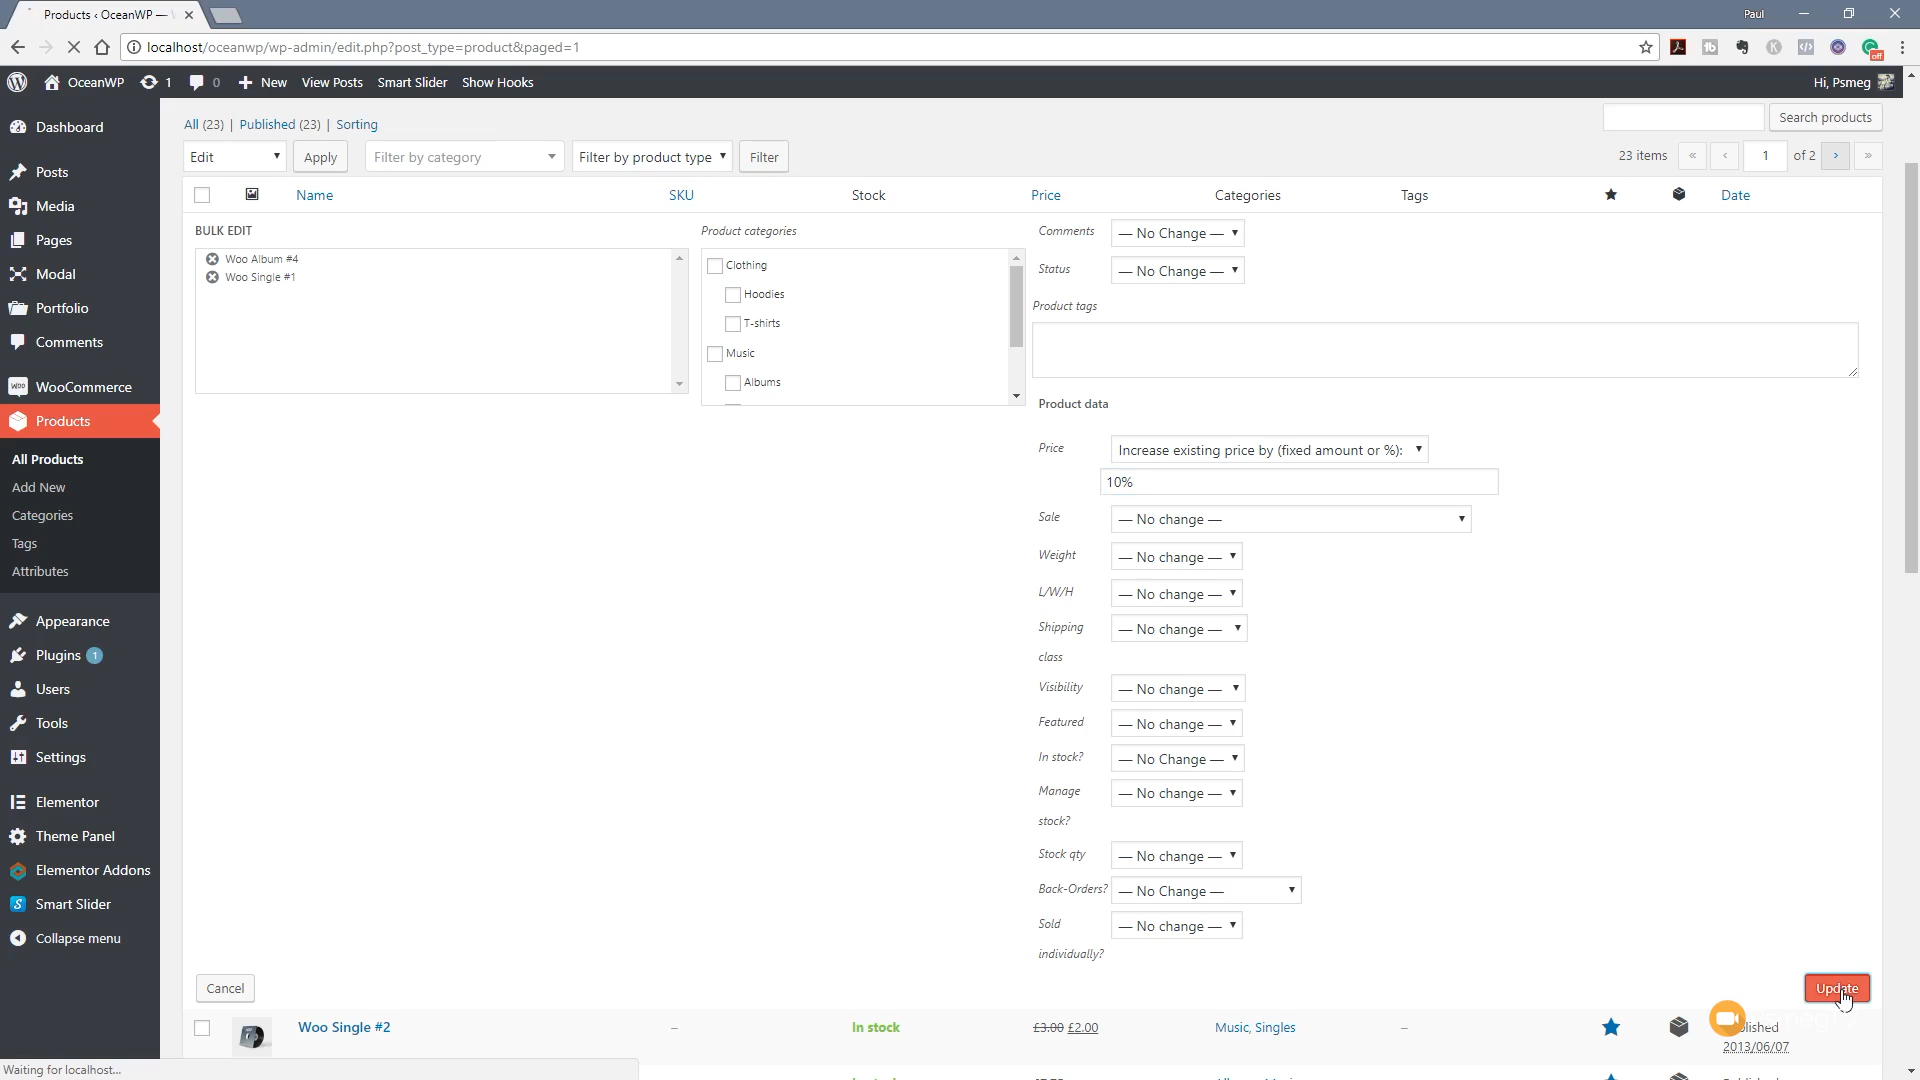 Products ‹ OceanWP —
Paul
localhost/oceanwp/wp-admin/edit.php?post_type=product&paged=1
off
OceanWP 1 0 New View Posts Smart Slider Show Hooks
Hi, Psmeg
Dashboard
Posts
Media
Pages
Modal
Portfolio
Comments
WooCommerce
Products
All Products
Add New
Categories
Tags
Attributes
Appearance
Plugins 1
Users
Tools
Settings
Elementor
Theme Panel
Elementor Addons
Smart Slider
Collapse menu
All (23) | Published (23) | Sorting
Search products
Edit Apply Filter by category Filter by product type Filter
23 items « ‹ 1 of 2 › »
Name SKU Stock Price Categories Tags Date
BULK EDIT
Woo Album #4
Woo Single #1
Product categories
Clothing
Hoodies
T-shirts
Music
Albums
Comments — No Change —
Status — No Change —
Product tags
Product data
Price Increase existing price by (fixed amount or %):
10%
Sale — No change —
Weight — No change —
L/W/H — No change —
Shipping class — No change —
Visibility — No change —
Featured — No change —
In stock? — No Change —
Manage stock? — No change —
Stock qty — No change —
Back-Orders? — No Change —
Sold individually? — No change —
Cancel
Update
Woo Single #2 – In stock £3.00 £2.00 Music, Singles –
2013/06/07
Waiting for localhost...